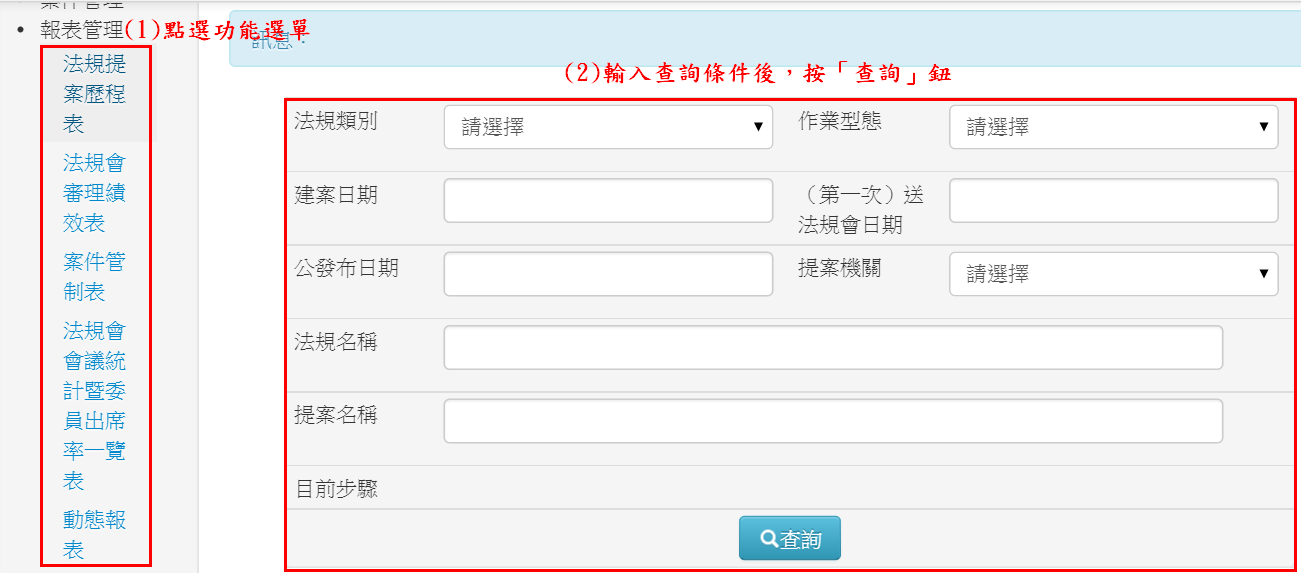 案件管理
報表管理
(1)點選功能選單
法規提
案歷程
表
法規會
審理績
效表
案件管
制表
法規會
會議統
計暨委
員出席
率一覽
表
動態報
表
訊息：
(2)輸入查詢條件後，按「查詢」鈕
法規類別 請選擇 作業型態 請選擇
建案日期 （第一次）送
法規會日期
公發布日期 提案機關 請選擇
法規名稱
提案名稱
目前步驟
查詢